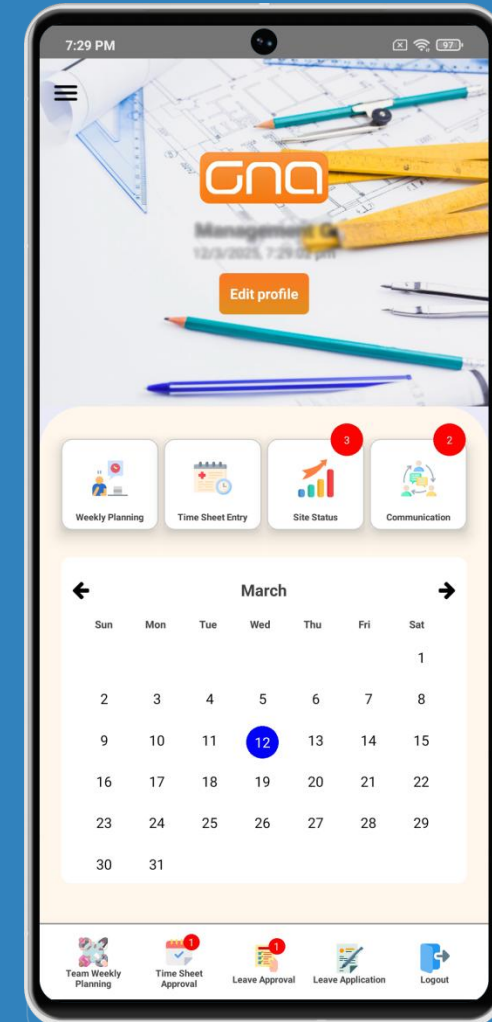 7:29 PM
97
GNA
Management
12/3/2025, 7:29:02 pm
Edit profile
3
2
Weekly Planning
Time Sheet Entry
Site Status
Communication
March
Sun Mon Tue Wed Thu Fri Sat
1
2 3 4 5 6 7 8
9 10 11 12 13 14 15
16 17 18 19 20 21 22
23 24 25 26 27 28 29
30 31
1
1
Team Weekly
Planning
Time Sheet
Approval
Leave Approval
Leave Application
Logout